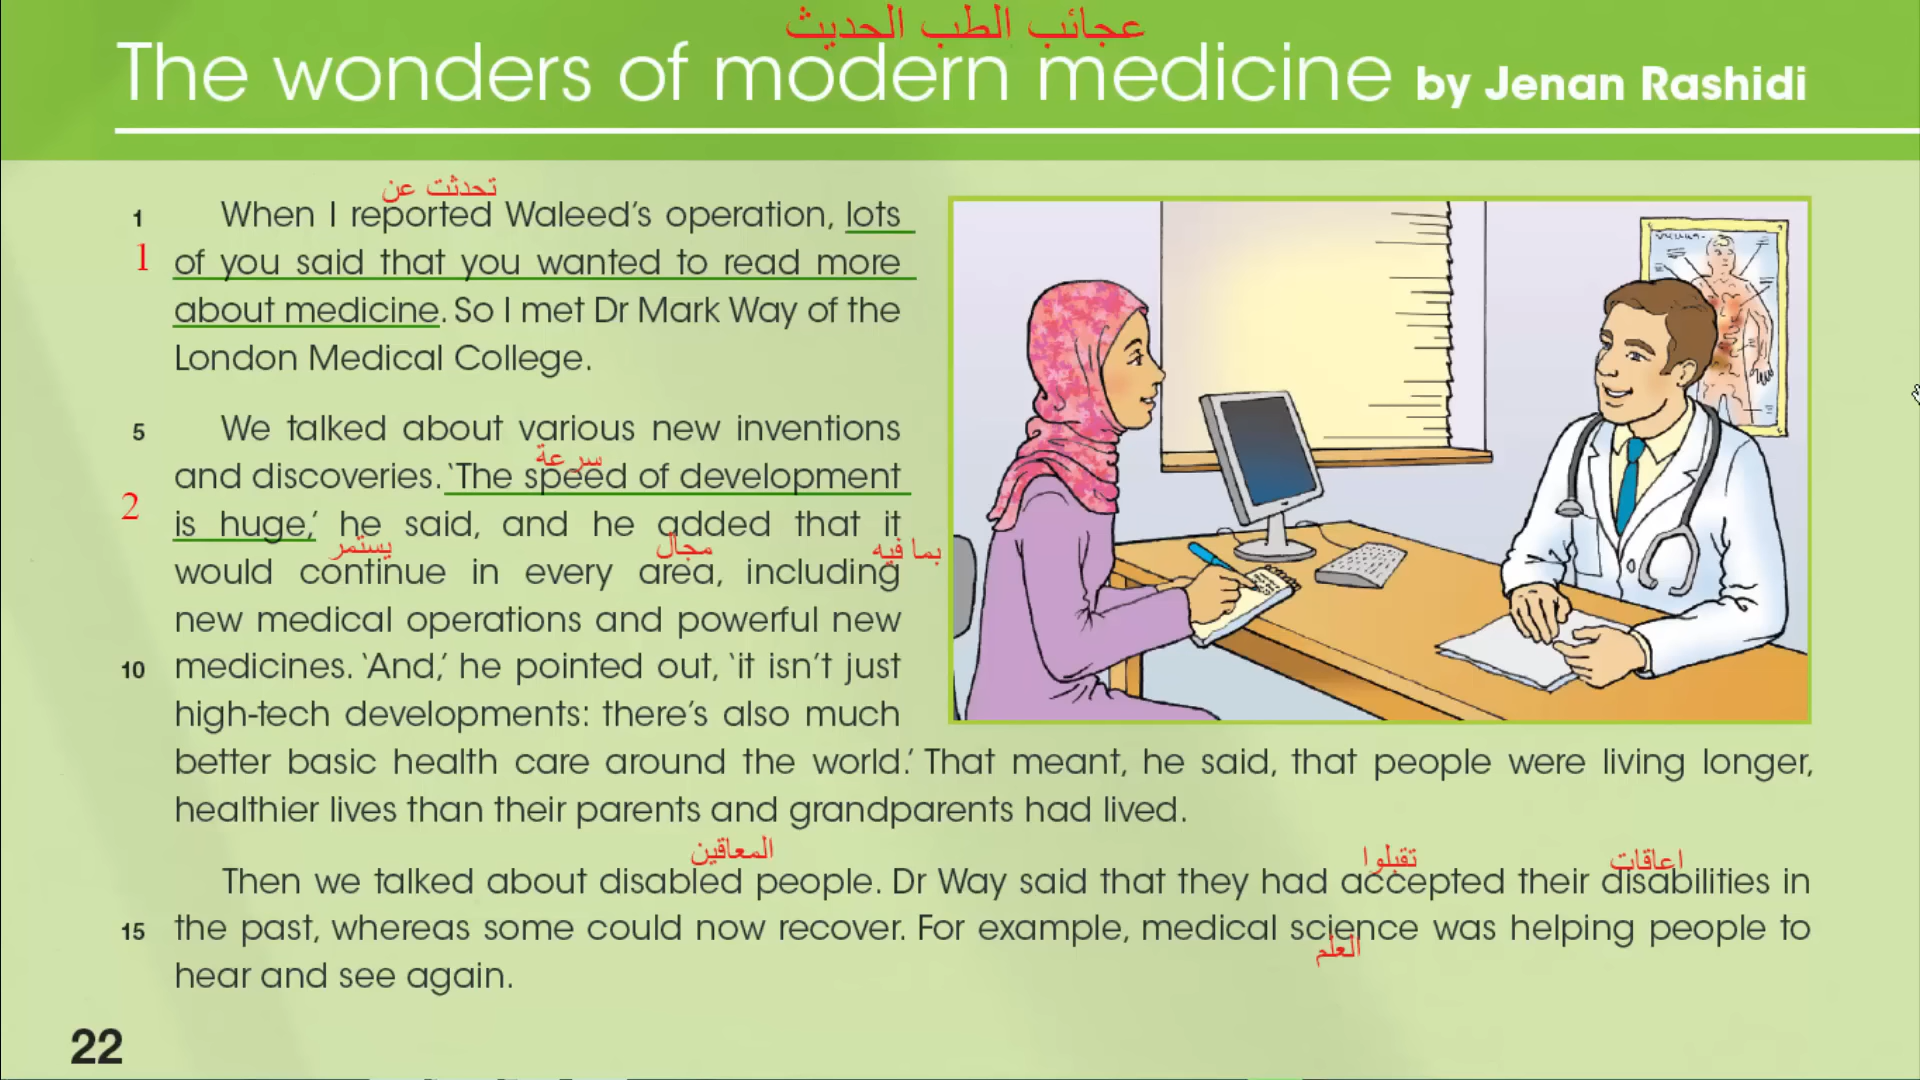 عجائب الطب الحديث
The wonders of modern medicine by Jenan Rashidi
تحدثت عن
1 When I reported Waleed's operation, lots
1 of you said that you wanted to read more
about medicine. So I met Dr Mark Way of the
London Medical College.
5 We talked about various new inventions
سرعة
and discoveries. 'The speed of development
2 is huge,' he said, and he added that it
يستمر مجال بما فيه
would continue in every area, including
new medical operations and powerful new
10 medicines. 'And,' he pointed out, 'it isn't just
high-tech developments: there's also much
better basic health care around the world.' That meant, he said, that people were living longer,
healthier lives than their parents and grandparents had lived.
المعاقين تقبلوا اعاقات
Then we talked about disabled people. Dr Way said that they had accepted their disabilities in
15 the past, whereas some could now recover. For example, medical science was helping people to
العلم
hear and see again.
22